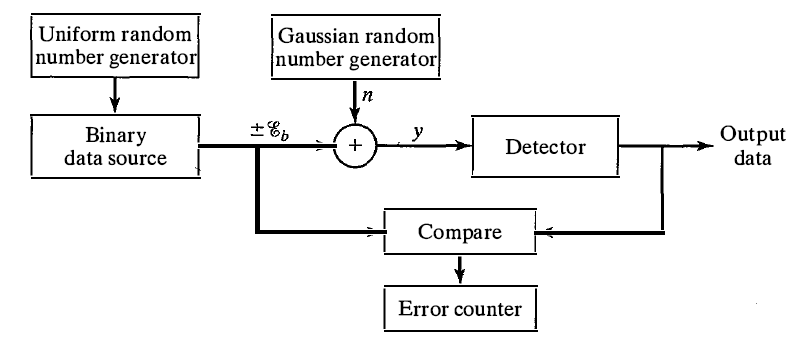 Uniform random
number generator
Gaussian random
number generator
n
Binary
data source
±ℰb
+
y
Detector
Output
data
Compare
Error counter